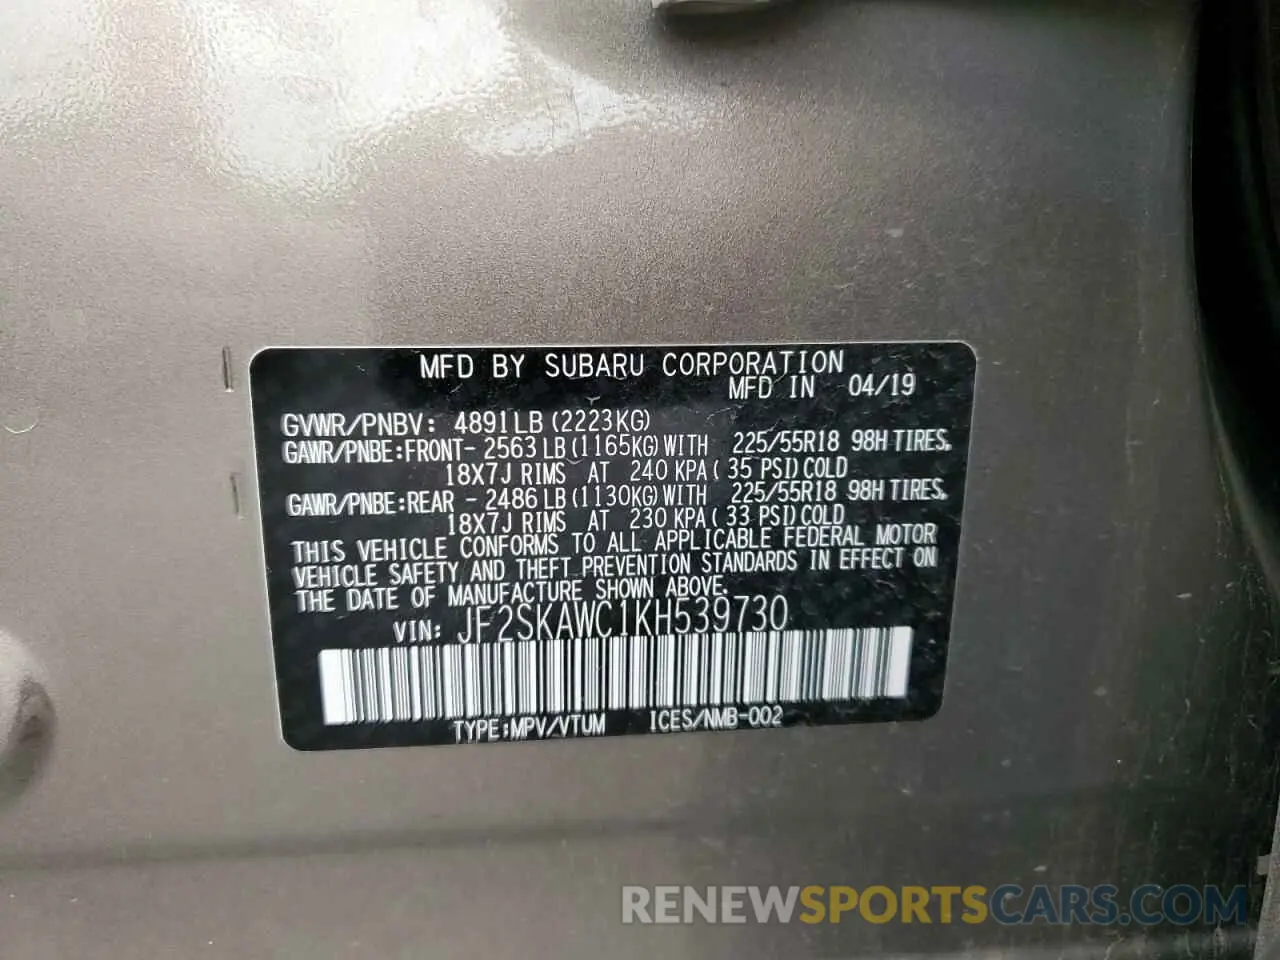 MFD BY SUBARU CORPORATION
MFD IN 04/19
GVWR/PNBV: 4891LB (2223KG)
GAWR/PNBE:FRONT- 2563 LB (1165KG) WITH 225/55R18 98H TIRES.
18X7J RIMS AT 240 KPA ( 35 PSI) COLD
GAWR/PNBE:REAR - 2486 LB (1130KG) WITH 225/55R18 98H TIRES.
18X7J RIMS AT 230 KPA ( 33 PSI) COLD
THIS VEHICLE CONFORMS TO ALL APPLICABLE FEDERAL MOTOR
VEHICLE SAFETY AND THEFT PREVENTION STANDARDS IN EFFECT ON
THE DATE OF MANUFACTURE SHOWN ABOVE.
VIN: JF2SKAWC1KH539730
TYPE:MPV/VTUM ICES/NMB-002
RENEWSPORTSCARS.COM